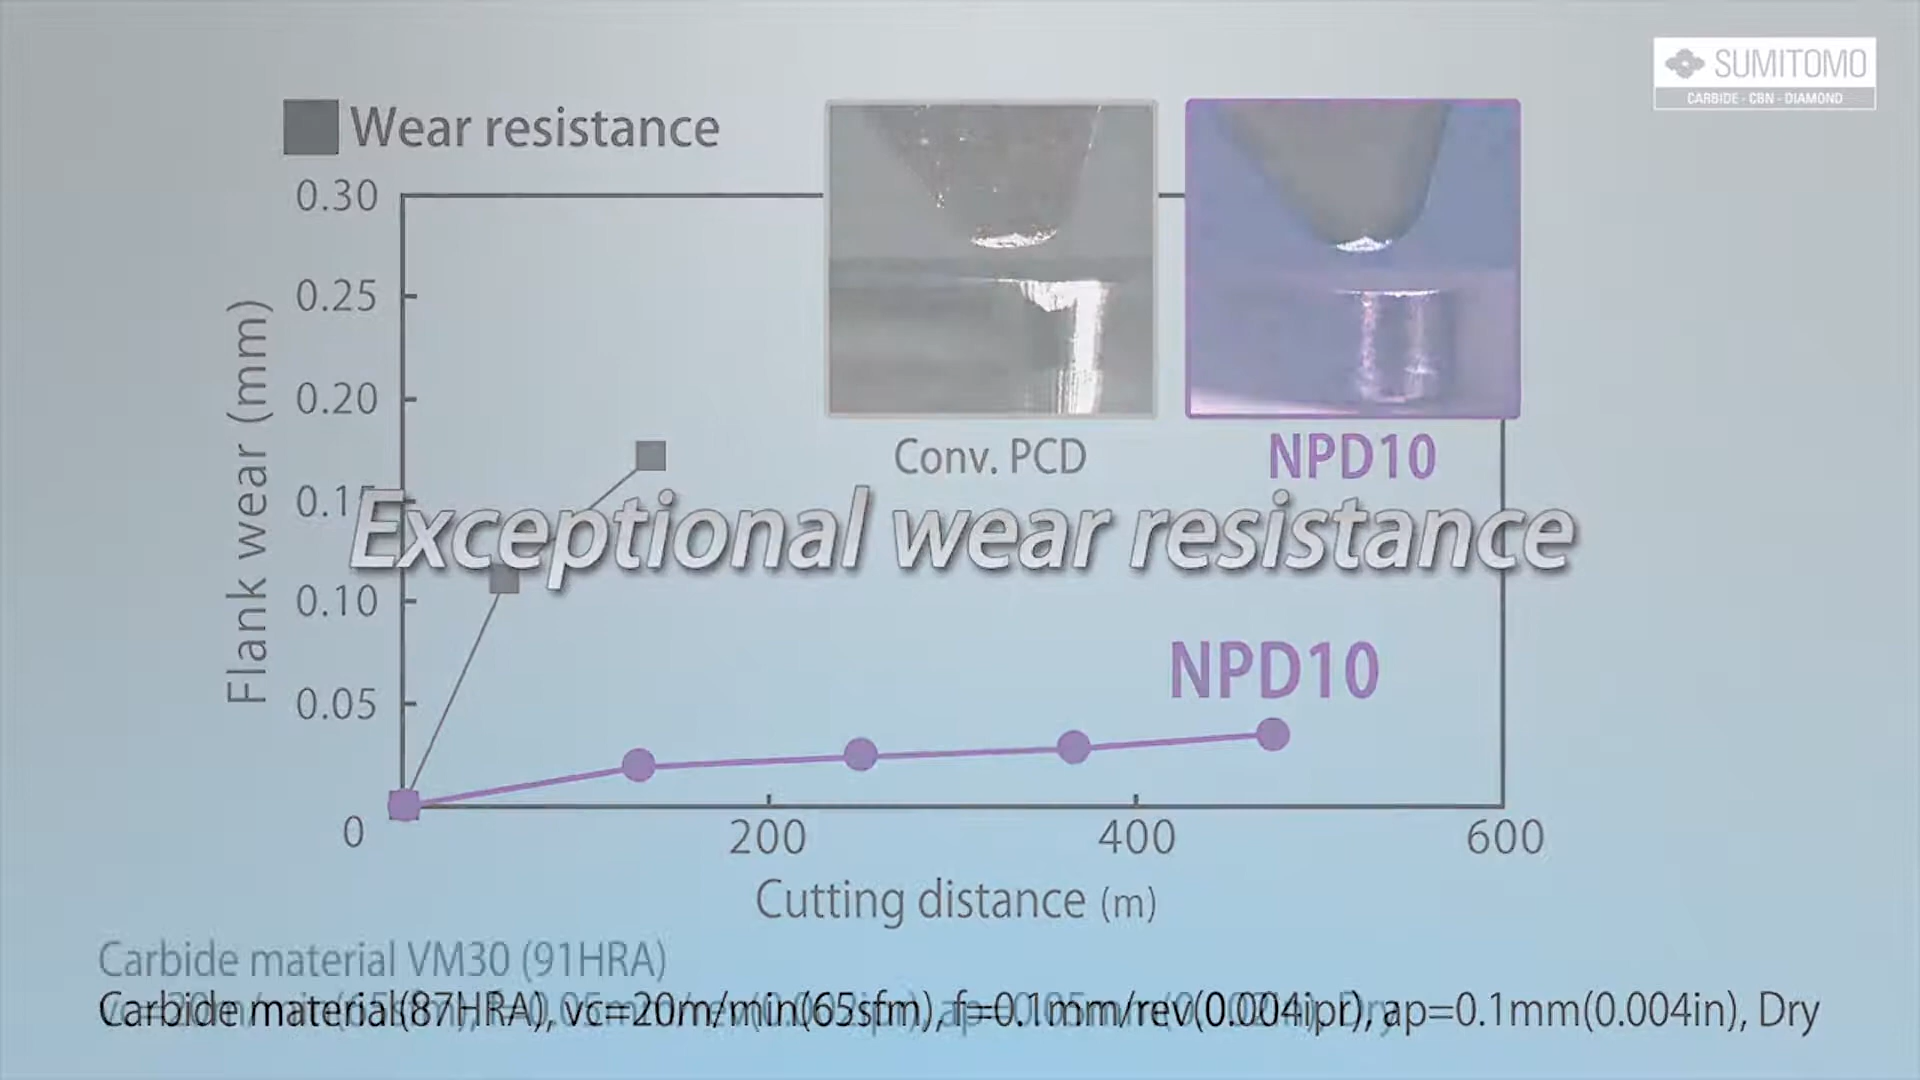 SUMITOMO
CARBIDE - CBN - DIAMOND
Wear resistance
0.30
0.25
0.20
0.15
0.10
0.05
0
200
400
600
Flank wear (mm)
Cutting distance (m)
Conv. PCD
NPD10
Exceptional wear resistance
NPD10
Carbide material VM30 (91HRA)
Carbide material(87HRA), vc=20m/min(65sfm), f=0.1mm/rev(0.004ipr), ap=0.1mm(0.004in), Dry